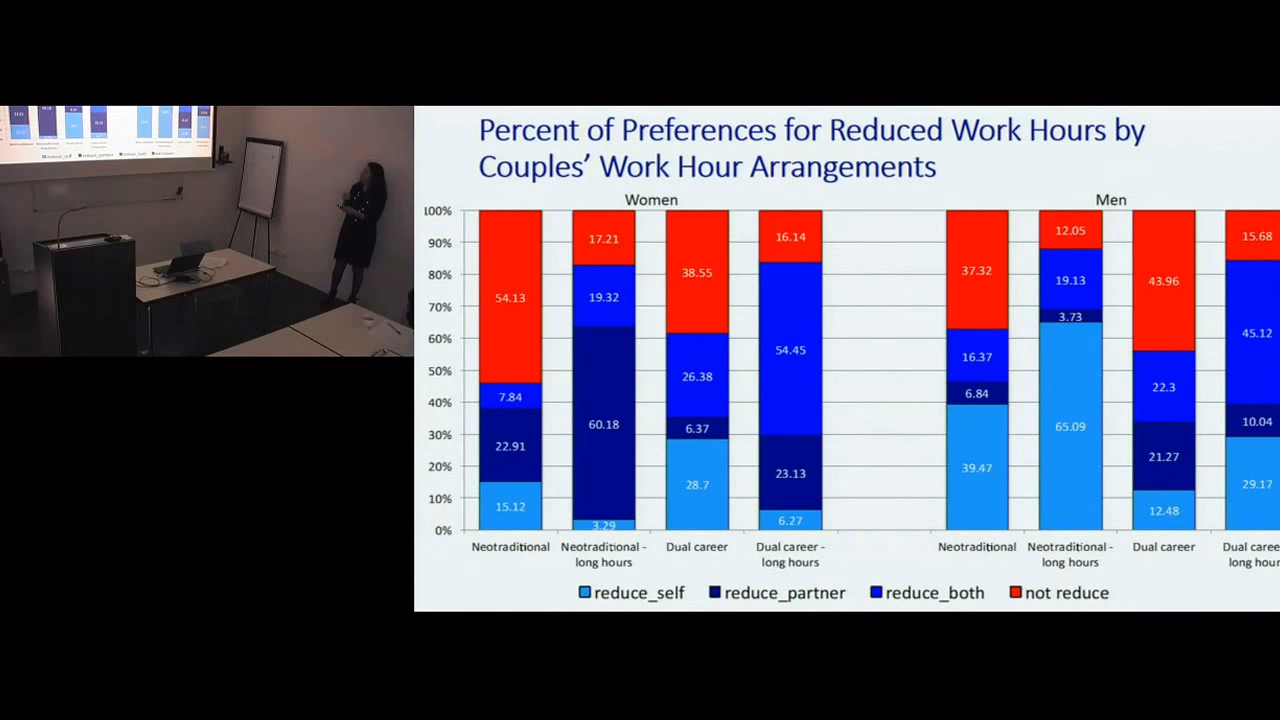 Percent of Preferences for Reduced Work Hours by
Couples' Work Hour Arrangements
Women
Men
100%
90%
80%
70%
60%
50%
40%
30%
20%
10%
0%
54.13
7.84
22.91
15.12
17.21
19.32
60.18
3.29
38.55
26.38
6.37
28.7
16.14
54.45
23.13
6.27
37.32
16.37
6.84
39.47
12.05
19.13
3.73
65.09
43.96
22.3
21.27
12.48
15.68
45.12
10.04
29.17
Neotraditional
Neotraditional -
long hours
Dual career
Dual career -
long hours
Neotraditional
Neotraditional -
long hours
Dual career
Dual caree
long hour
reduce_self
reduce_partner
reduce_both
not reduce